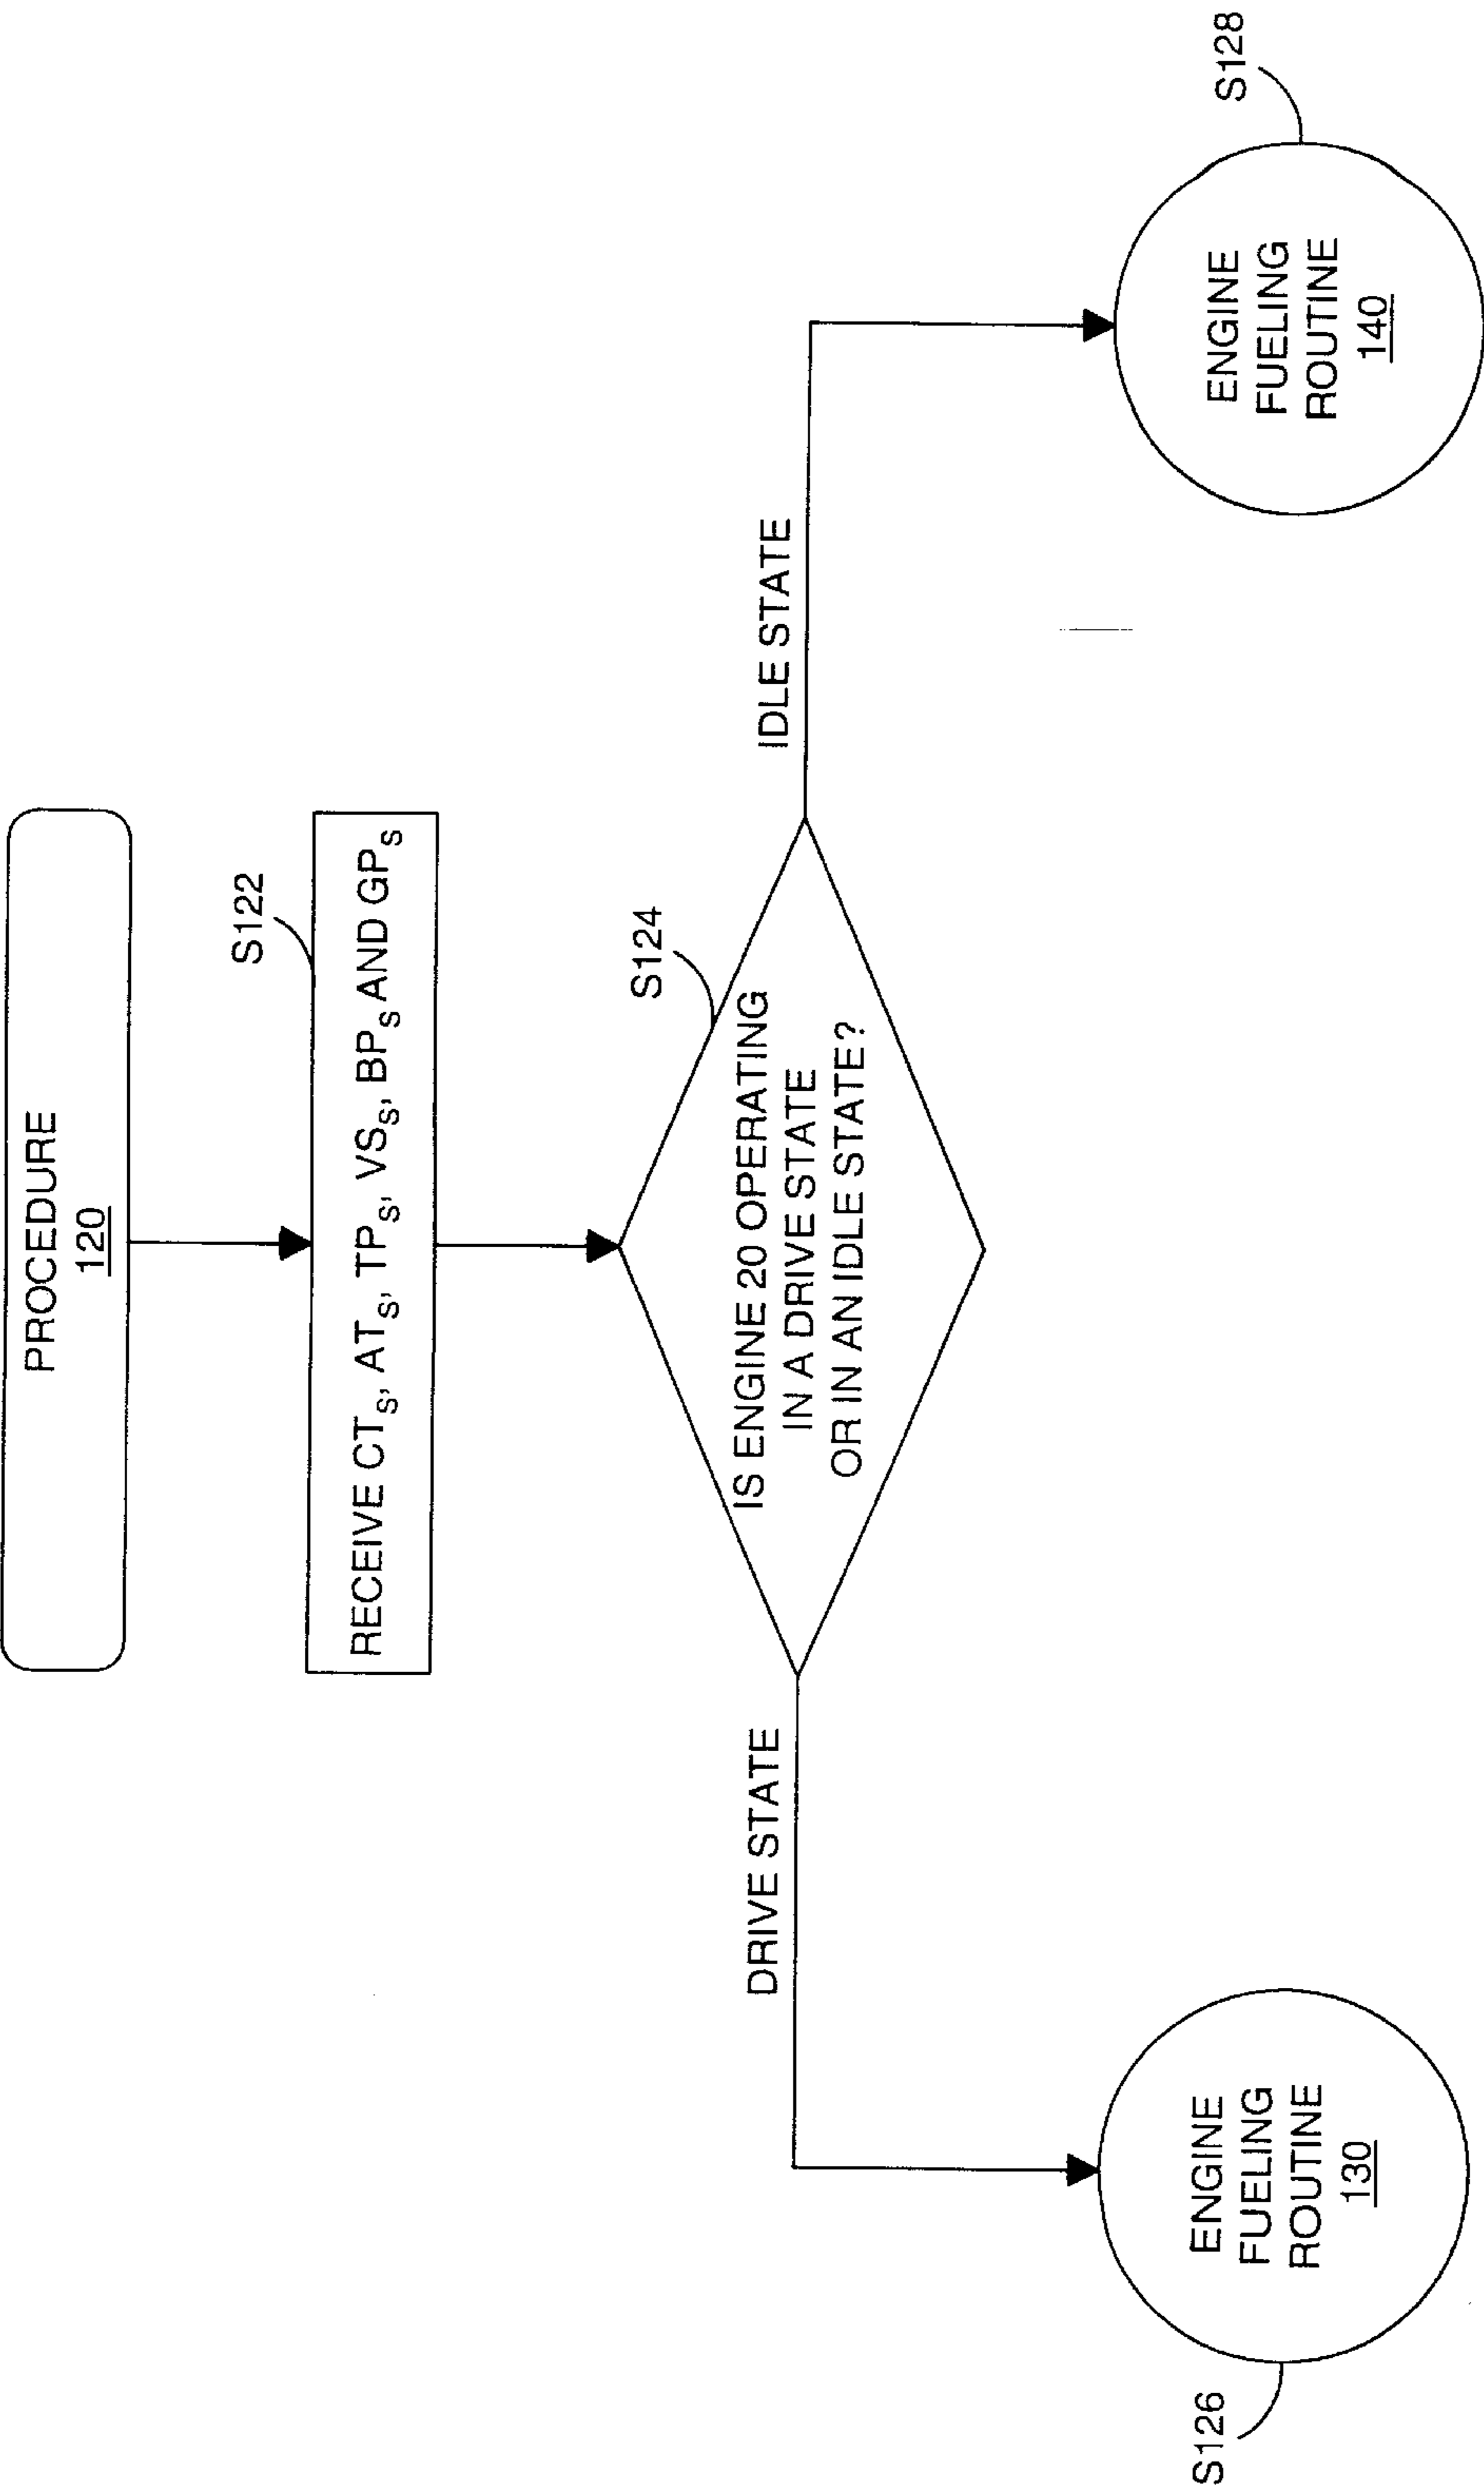 PROCEDURE
120
S122
RECEIVE CTS, ATS, TPS, VSS, BPS AND GPS
S124
IS ENGINE 20 OPERATING
IN A DRIVE STATE
OR IN AN IDLE STATE?
DRIVE STATE
IDLE STATE
S126
ENGINE
FUELING
ROUTINE
130
ENGINE
FUELING
ROUTINE
140
S128